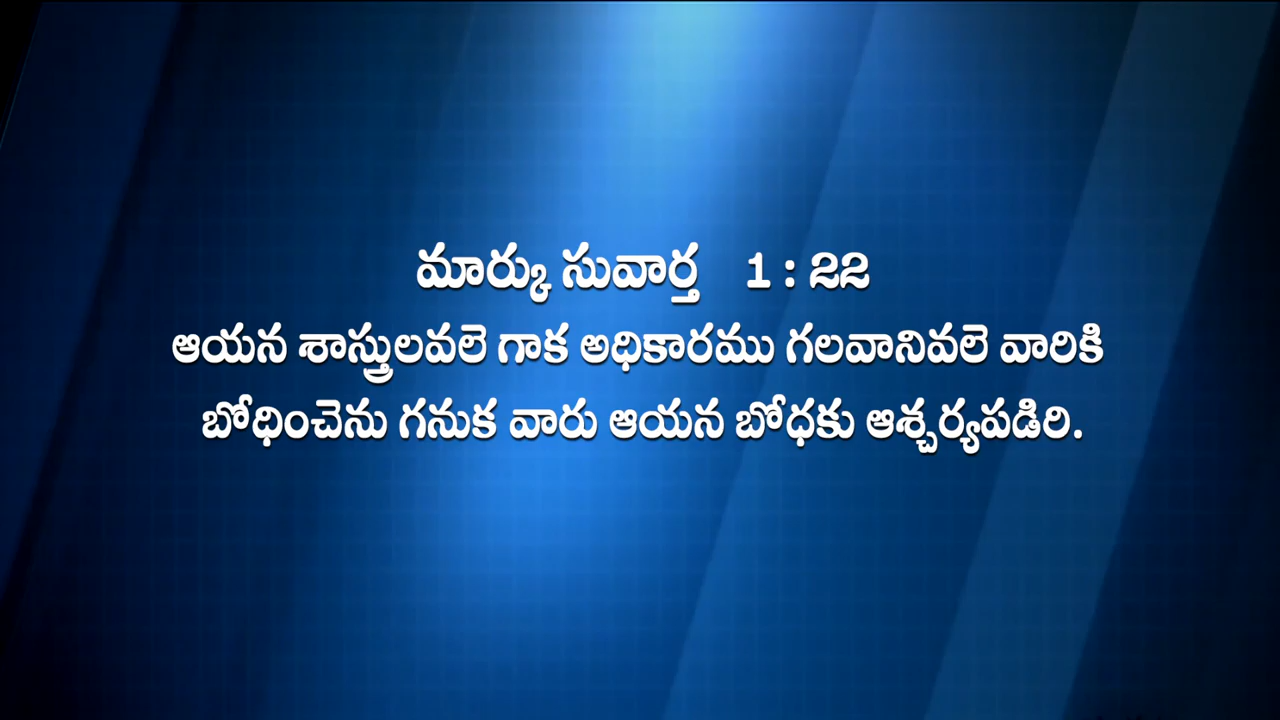 మార్కు సువార్త 1 : 22
ఆయన శాస్త్రులవలె గాక అధికారము గలవానివలె వారికి
బోధించెను గనుక వారు ఆయన బోధకు ఆశ్చర్యపడిరి.